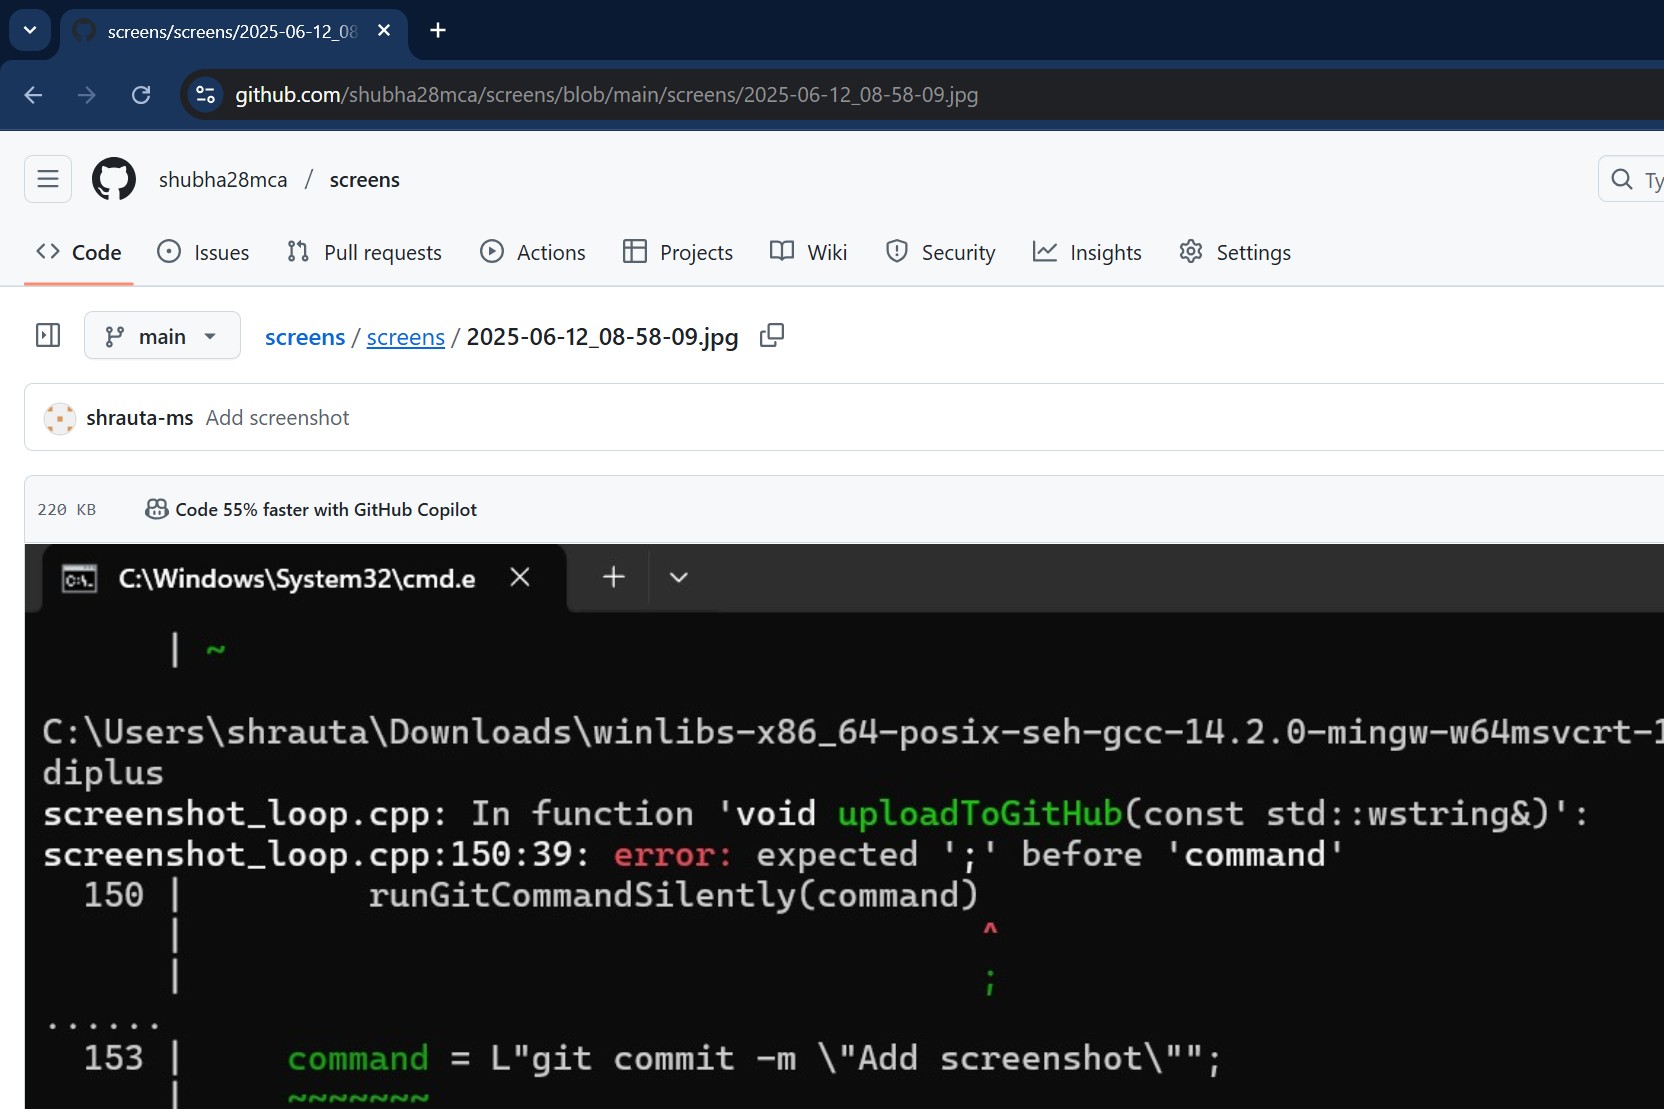 screens/screens/2025-06-12_08
github.com/shubha28mca/screens/blob/main/screens/2025-06-12_08-58-09.jpg
shubha28mca / screens
Ty
Code Issues Pull requests Actions Projects Wiki Security Insights Settings
main screens / screens / 2025-06-12_08-58-09.jpg
shrauta-ms Add screenshot
220 KB Code 55% faster with GitHub Copilot
C:\Windows\System32\cmd.e
| ~
C:\Users\shrauta\Downloads\winlibs-x86_64-posix-seh-gcc-14.2.0-mingw-w64msvcrt-1
diplus
screenshot_loop.cpp: In function 'void uploadToGitHub(const std::wstring&)':
screenshot_loop.cpp:150:39: error: expected ';' before 'command'
150 | runGitCommandSilently(command)
| ^
| ;
......
153 | command = L"git commit -m \"Add screenshot\"";
| ~~~~~~~